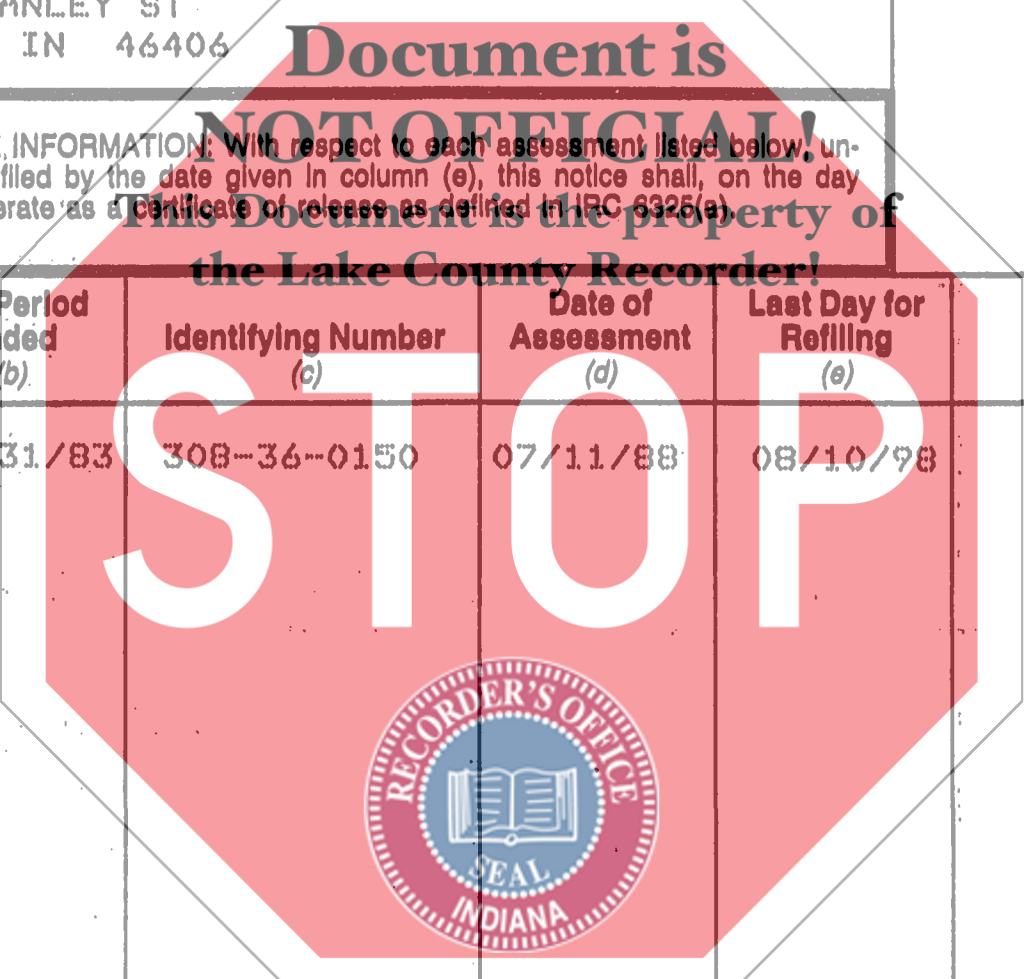 MNLEY ST
IN 46406
Document is
NOT OFFICIAL!
INFORMATION: With respect to each assessment listed below, un-
filed by the date given in column (e), this notice shall, on the day
erate as a certificate of release as defined in IRC 6325(a).
This Document is the property of
the Lake County Recorder!
Period
ded
(b)
Identifying Number
(c)
Date of
Assessment
(d)
Last Day for
Refiling
(e)
31/83 308-36-0150 07/11/88 08/10/98
STOP
RECORDER'S OFFICE
SEAL
INDIANA